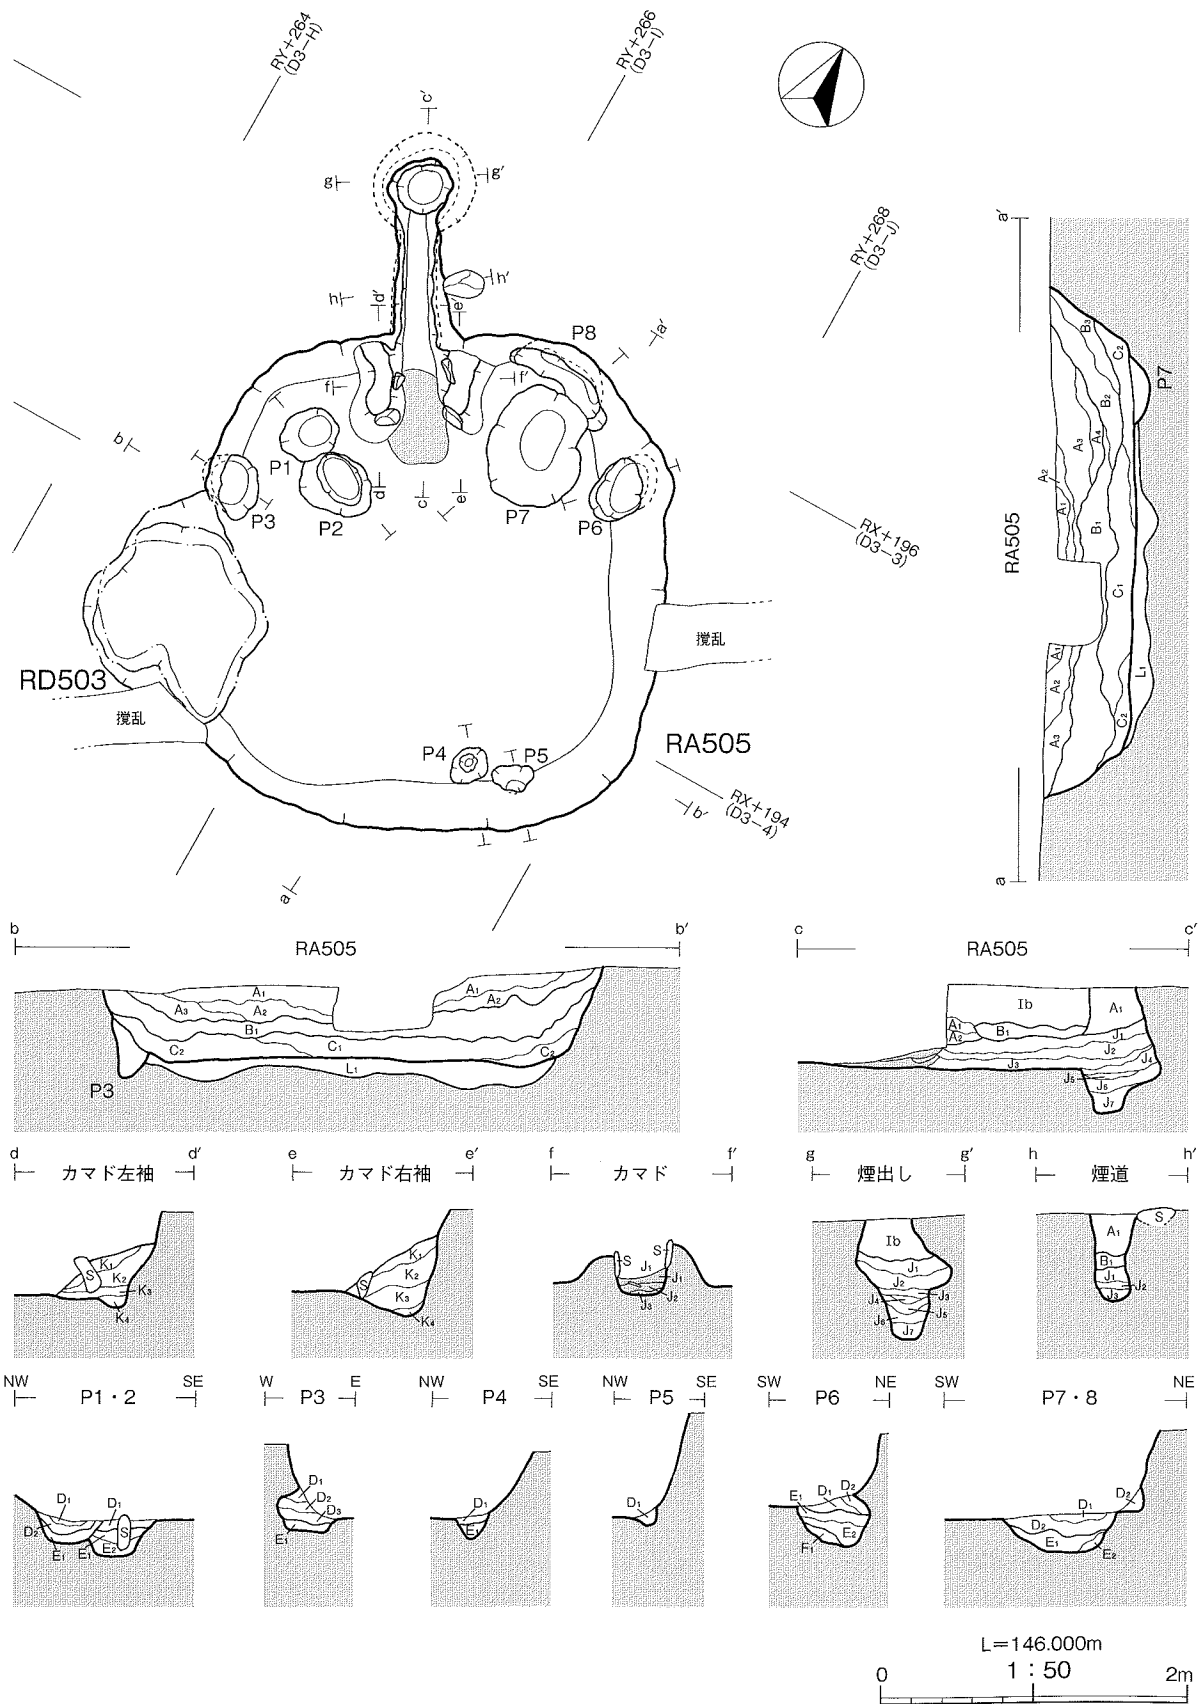 RY+264
(D3-H)
RY+266
(D3-I)
RY+268
(D3-J)
RX+196
(D3-3)
RX+194
(D3-4)
c′
g
g′
h
h′
d′
e′
a′
f
f′
b
P8
P1
P2
P3
d
c
e
P7
P6
RD503
攪乱
攪乱
RA505
P4
P5
b′
a
a′
B3
C2
P7
B2
A4
A3
A2
A1
B1
RA505
C1
A1
A2
L1
A3
C2
a
b
RA505
b′
A1
A1
A2
A3
A2
B1
C1
C2
C2
L1
P3
c
RA505
c′
Ib
A1
A1
A2
B1
J1
J2
J3
J4
J5
J6
J7
d
カマド左袖
d′
K1
S
K2
K3
K4
e
カマド右袖
e′
K1
K2
S
K3
K4
f
カマド
f′
S
S
J1
J1
J2
J3
g
煙出し
g′
Ib
J1
J2
J3
J4
J5
J6
J7
h
煙道
h′
S
A1
B1
J1
J2
J3
NW
P1・2
SE
D1
D1
D2
S
E1
E1
E2
W
P3
E
D1
D2
D3
E1
NW
P4
SE
D1
E1
NW
P5
SE
D1
SW
P6
NE
E1
D1
D2
E2
F1
SW
P7・8
NE
D1
D2
D2
E1
E2
L=146.000m
1：50
0
2m